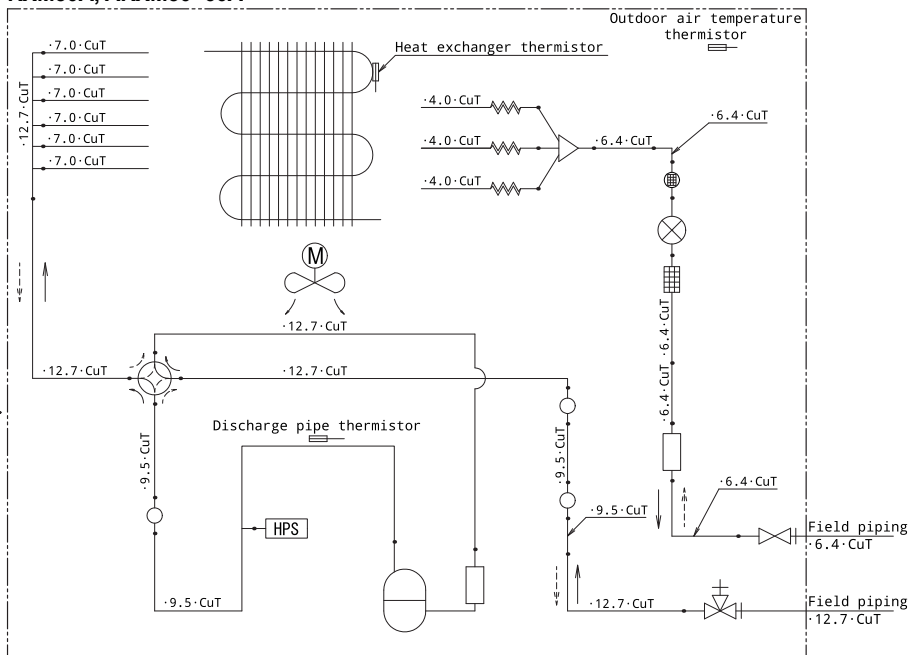 Outdoor air temperature
thermistor
·7.0·CuT
·7.0·CuT
·7.0·CuT
·7.0·CuT
·7.0·CuT
·7.0·CuT
·12.7·CuT
Heat exchanger thermistor
·4.0·CuT
·4.0·CuT
·4.0·CuT
·6.4·CuT
·6.4·CuT
M
·12.7·CuT
·12.7·CuT
·12.7·CuT
·6.4·CuT
·6.4·CuT
Discharge pipe thermistor
·9.5·CuT
·9.5·CuT
·6.4·CuT
·9.5·CuT
HPS
Field piping
·6.4·CuT
·9.5·CuT
·12.7·CuT
Field piping
·12.7·CuT